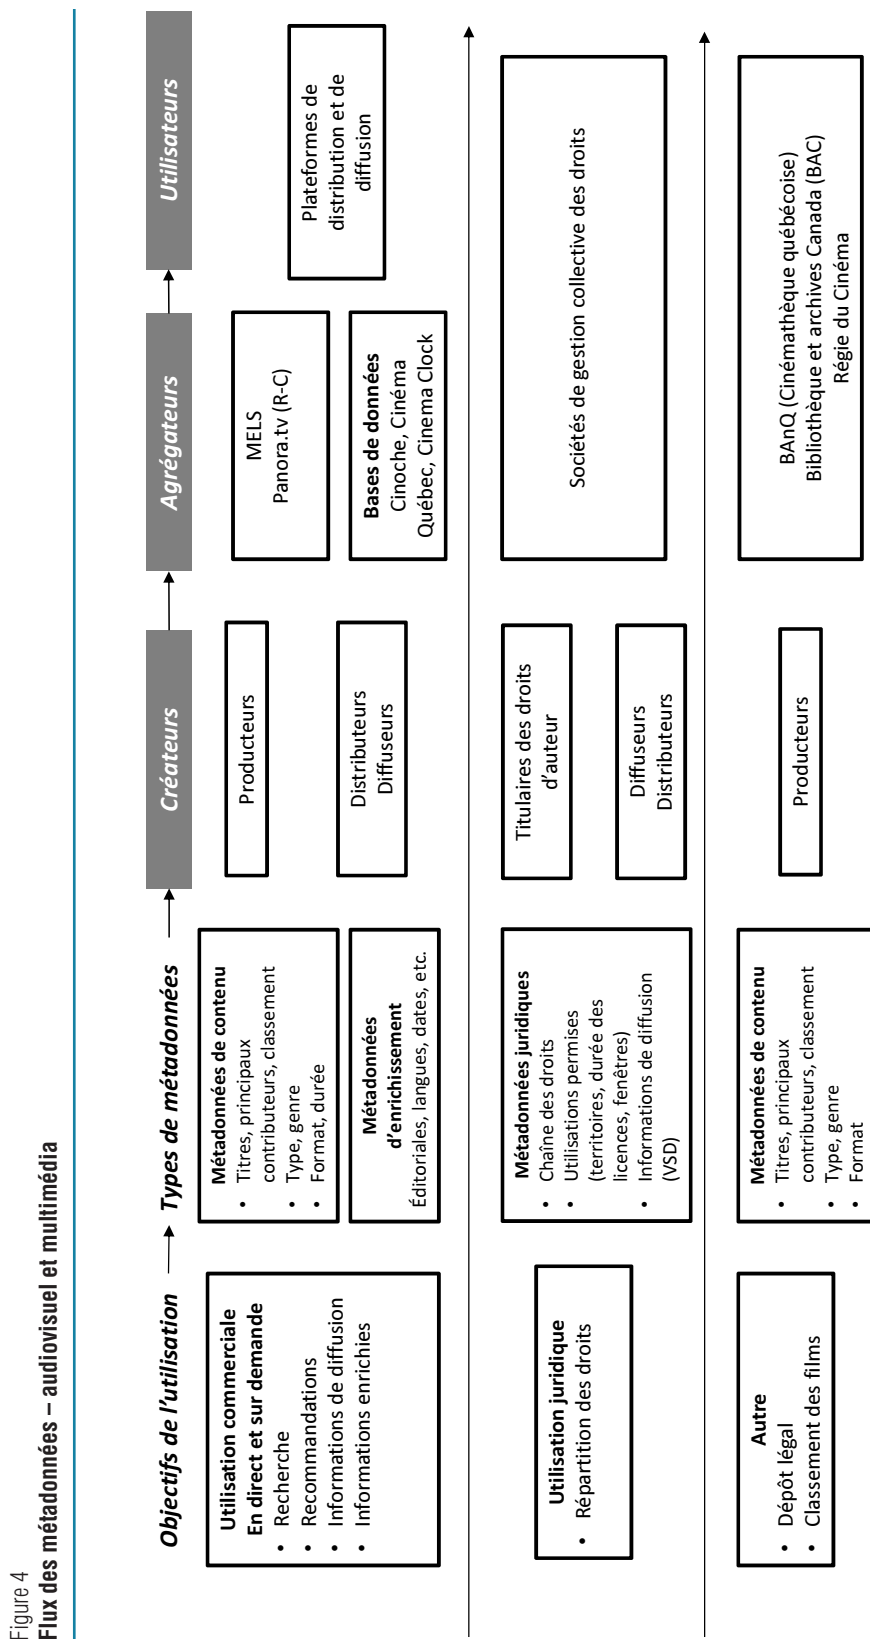 Figure 4
Flux des métadonnées – audiovisuel et multimédia
Objectifs de l'utilisation
Types de métadonnées
Créateurs
Agrégateurs
Utilisateurs
Utilisation commerciale
En direct et sur demande
• Recherche
• Recommandations
• Informations de diffusion
• Informations enrichies
Métadonnées de contenu
• Titres, principaux
contributeurs, classement
• Type, genre
• Format, durée
Métadonnées
d'enrichissement
Éditoriales, langues, dates, etc.
Producteurs
Distributeurs
Diffuseurs
MELS
Panora.tv (R-C)
Bases de données
Cinoche, Cinéma
Québec, Cinema Clock
Plateformes de
distribution et de
diffusion
Utilisation juridique
• Répartition des droits
Métadonnées juridiques
• Chaîne des droits
• Utilisations permises
(territoires, durée des
licences, fenêtres)
• Informations de diffusion
(VSD)
Titulaires des droits
d'auteur
Diffuseurs
Distributeurs
Sociétés de gestion collective des droits
Autre
• Dépôt légal
• Classement des films
Métadonnées de contenu
• Titres, principaux
contributeurs, classement
• Type, genre
• Format
Producteurs
BAnQ (Cinémathèque québécoise)
Bibliothèque et archives Canada (BAC)
Régie du Cinéma